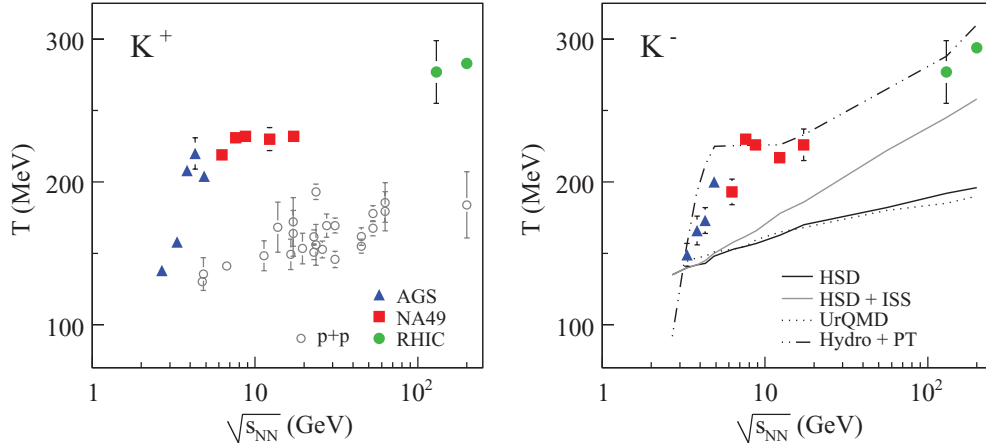 K+
300
200
100
T (MeV)
AGS
NA49
RHIC
p+p
1
10
10²
√sNN (GeV)
K-
300
200
100
T (MeV)
HSD
HSD + ISS
UrQMD
Hydro + PT
1
10
10²
√sNN (GeV)